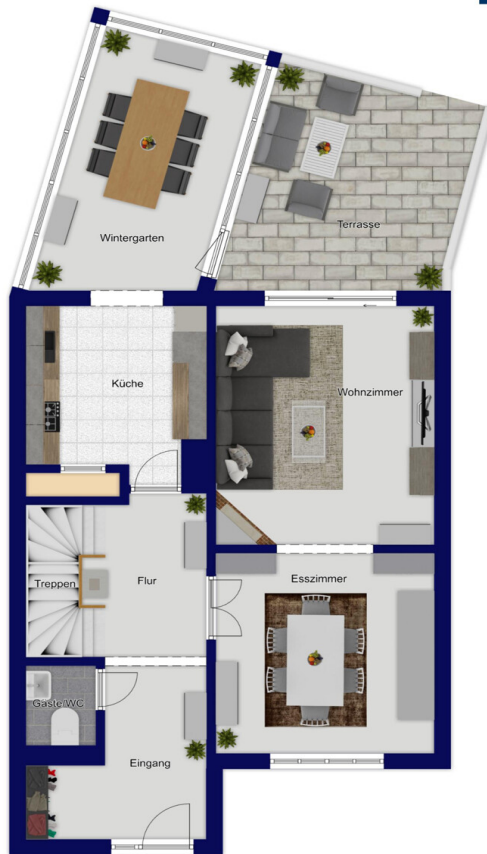 Wintergarten
Terrasse
Küche
Wohnzimmer
Treppen
Flur
Esszimmer
Gäste/WC
Eingang